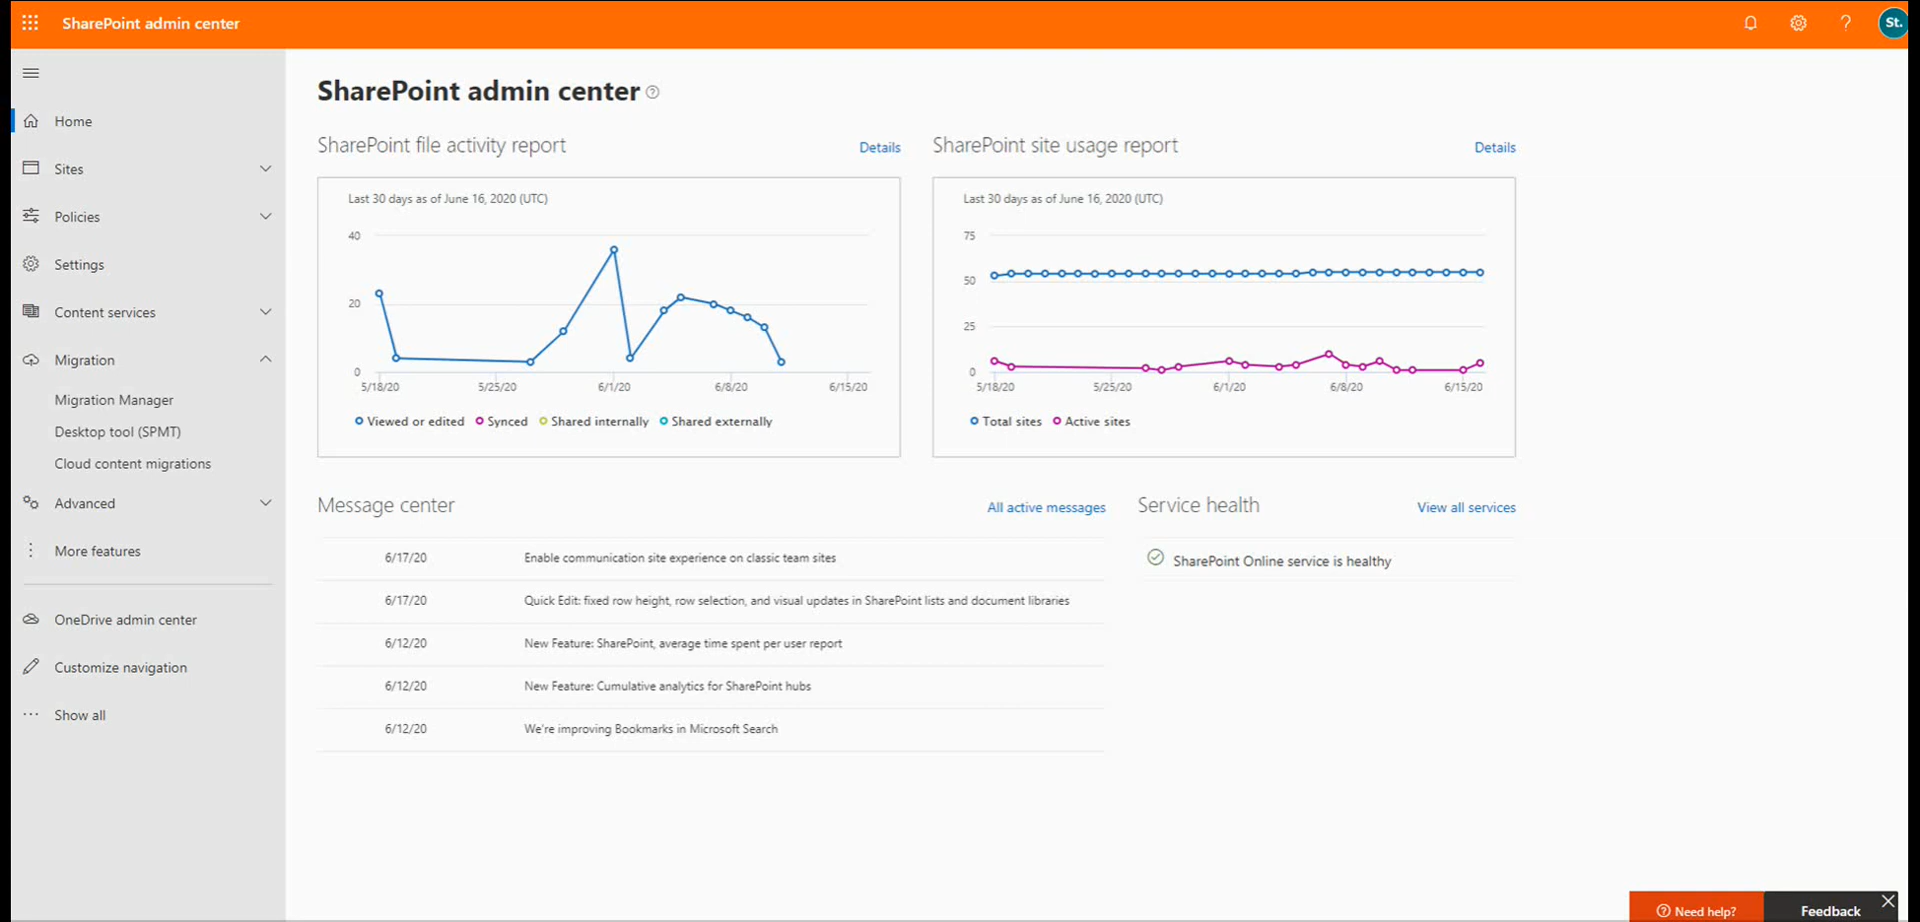 SharePoint admin center
St.
Home
Sites
Policies
Settings
Content services
Migration
Migration Manager
Desktop tool (SPMT)
Cloud content migrations
Advanced
More features
OneDrive admin center
Customize navigation
Show all
SharePoint admin center
SharePoint file activity report
Details
Last 30 days as of June 16, 2020 (UTC)
40
20
0
5/18/20 5/25/20 6/1/20 6/8/20 6/15/20
Viewed or edited Synced Shared internally Shared externally
SharePoint site usage report
Details
Last 30 days as of June 16, 2020 (UTC)
75
50
25
0
5/18/20 5/25/20 6/1/20 6/8/20 6/15/20
Total sites Active sites
Message center
All active messages
6/17/20 Enable communication site experience on classic team sites
6/17/20 Quick Edit: fixed row height, row selection, and visual updates in SharePoint lists and document libraries
6/12/20 New Feature: SharePoint, average time spent per user report
6/12/20 New Feature: Cumulative analytics for SharePoint hubs
6/12/20 We're improving Bookmarks in Microsoft Search
Service health
View all services
SharePoint Online service is healthy
Need help?
Feedback